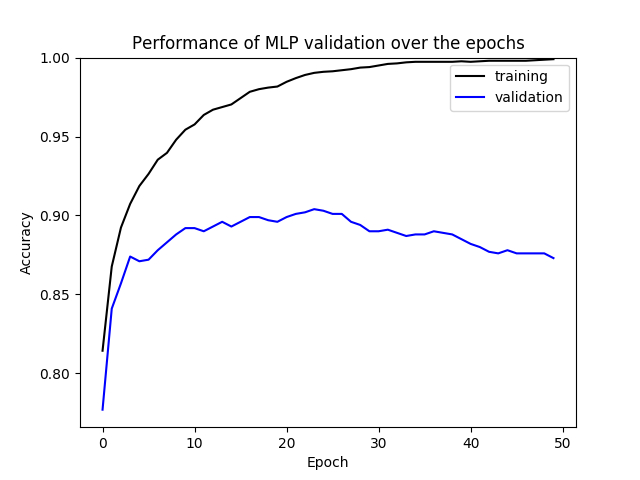 Performance of MLP validation over the epochs
training
validation
Accuracy
1.00
0.95
0.90
0.85
0.80
0 10 20 30 40 50
Epoch